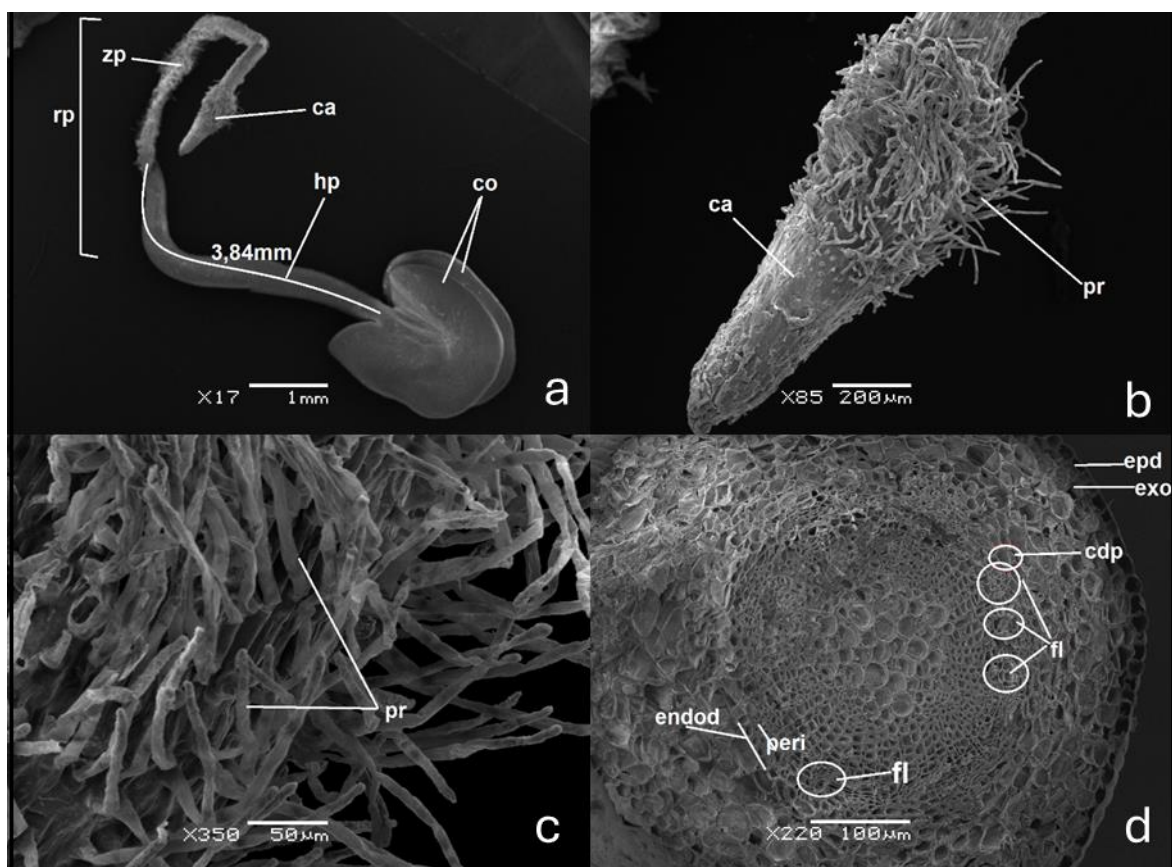 zp
rp
ca
hp
co
3,84mm
X17 1mm
a
ca
pr
X85 200µm
b
pr
X350 50µm
c
epd
exo
cdp
fl
endod
peri
fl
X220 100µm
d